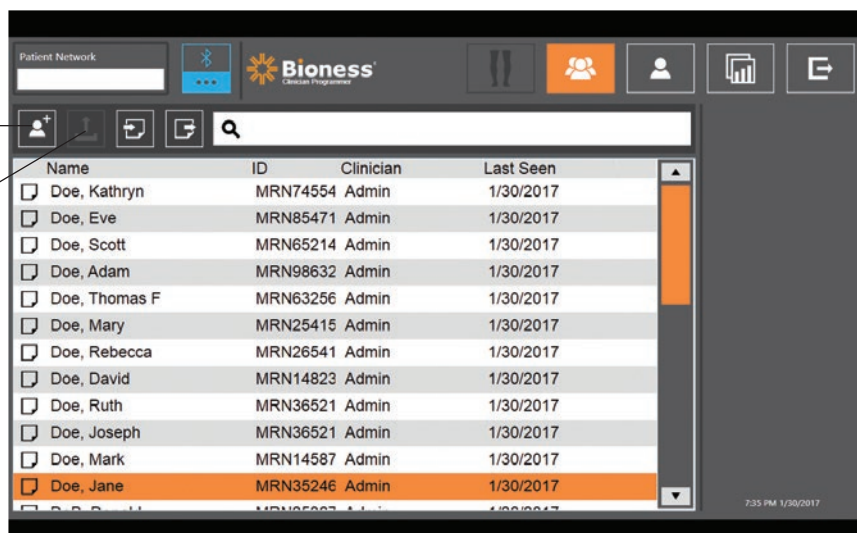 Patient Network
Bioness
Clinician Programmer
Name ID Clinician Last Seen
Doe, Kathryn MRN74554 Admin 1/30/2017
Doe, Eve MRN85471 Admin 1/30/2017
Doe, Scott MRN65214 Admin 1/30/2017
Doe, Adam MRN98632 Admin 1/30/2017
Doe, Thomas F MRN63256 Admin 1/30/2017
Doe, Mary MRN25415 Admin 1/30/2017
Doe, Rebecca MRN26541 Admin 1/30/2017
Doe, David MRN14823 Admin 1/30/2017
Doe, Ruth MRN36521 Admin 1/30/2017
Doe, Joseph MRN36521 Admin 1/30/2017
Doe, Mark MRN14587 Admin 1/30/2017
Doe, Jane MRN35246 Admin 1/30/2017
7:35 PM 1/30/2017